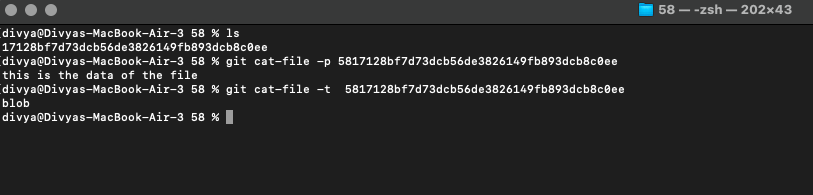 58 — -zsh — 202×43
divya@Divyas-MacBook-Air-3 58 % ls
17128bf7d73dcb56de3826149fb893dcb8c0ee
divya@Divyas-MacBook-Air-3 58 % git cat-file -p 5817128bf7d73dcb56de3826149fb893dcb8c0ee
this is the data of the file
divya@Divyas-MacBook-Air-3 58 % git cat-file -t  5817128bf7d73dcb56de3826149fb893dcb8c0ee
blob
divya@Divyas-MacBook-Air-3 58 %